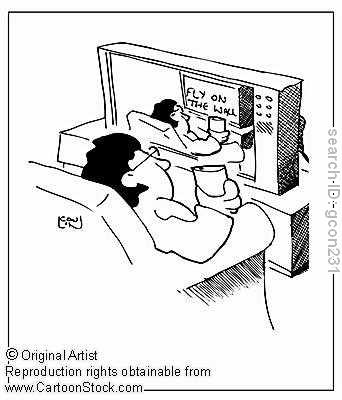 FLY ON
THE WALL
search ID: gcon231
© Original Artist
Reproduction rights obtainable from
www.CartoonStock.com